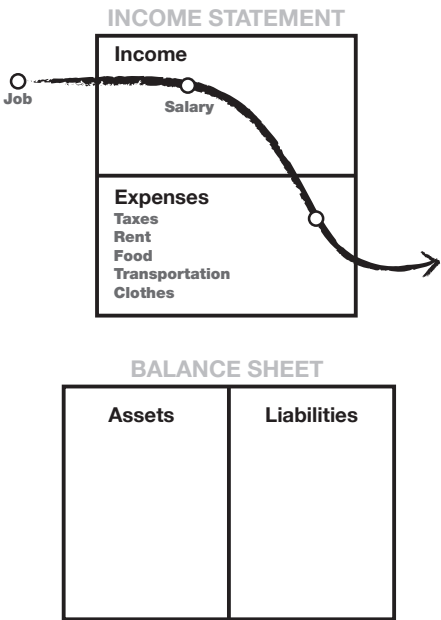 INCOME STATEMENT
Income
Job
Salary
Expenses
Taxes
Rent
Food
Transportation
Clothes
BALANCE SHEET
Assets
Liabilities